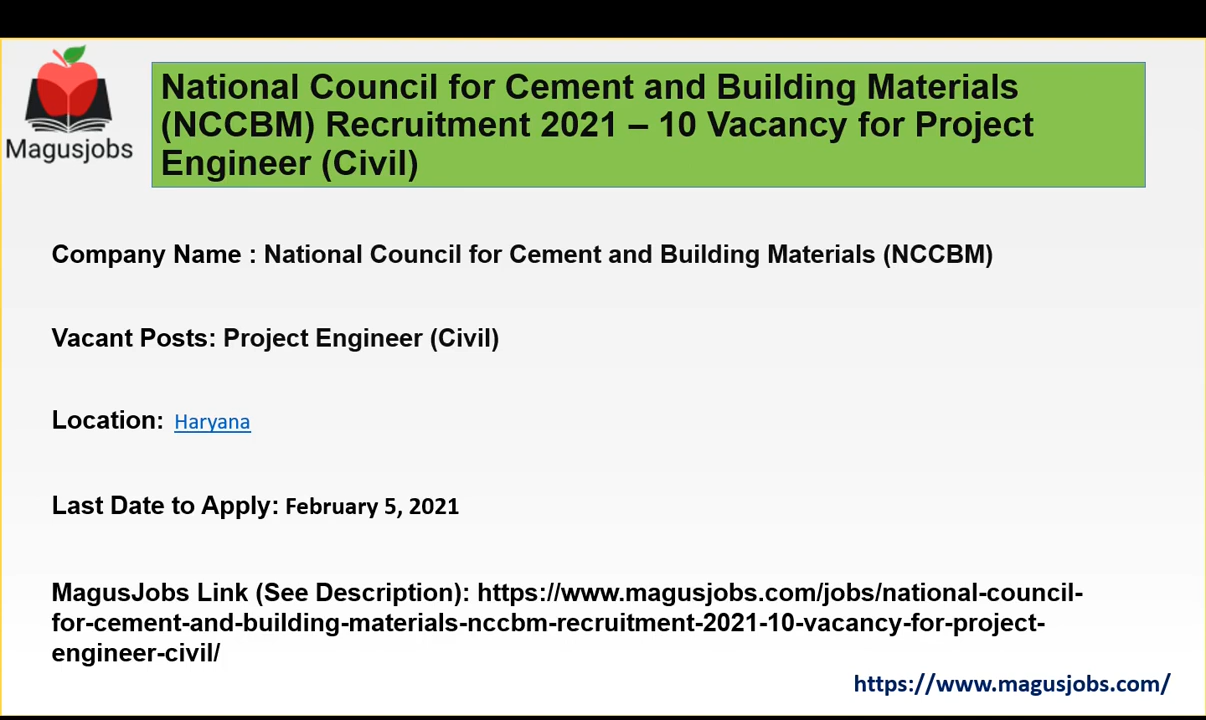 Magusjobs
National Council for Cement and Building Materials
(NCCBM) Recruitment 2021 – 10 Vacancy for Project
Engineer (Civil)
Company Name : National Council for Cement and Building Materials (NCCBM)
Vacant Posts: Project Engineer (Civil)
Location: Haryana
Last Date to Apply: February 5, 2021
MagusJobs Link (See Description): https://www.magusjobs.com/jobs/national-council-
for-cement-and-building-materials-nccbm-recruitment-2021-10-vacancy-for-project-
engineer-civil/
https://www.magusjobs.com/